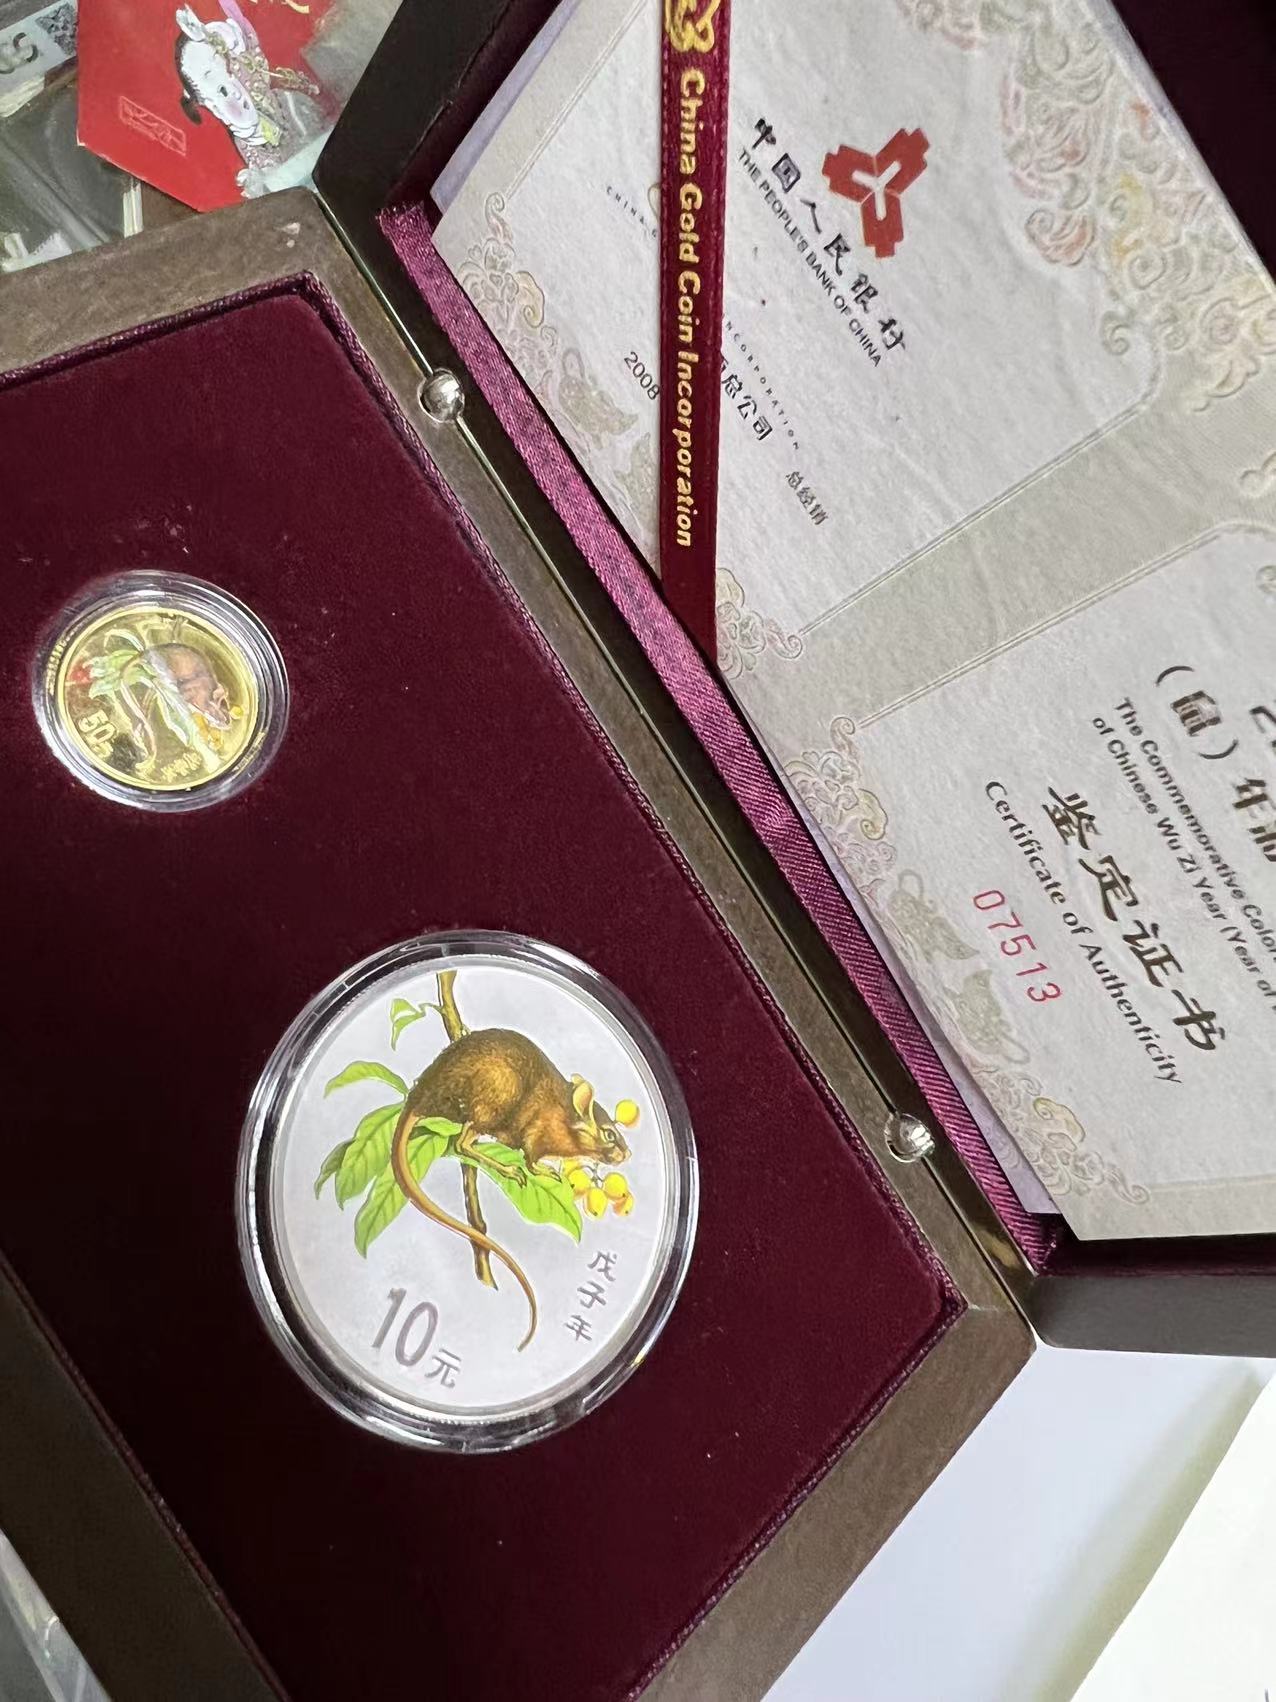 China Gold Coin Incorporation
中国人民银行
THE PEOPLE'S BANK OF CHINA
INCORPORATION
总公司
总经销
2008
（鼠）年
The Commemorative
of Chinese Wu Zi Year (Year of
鉴定证书
Certificate of Authenticity
07513
50
10元
戊子年